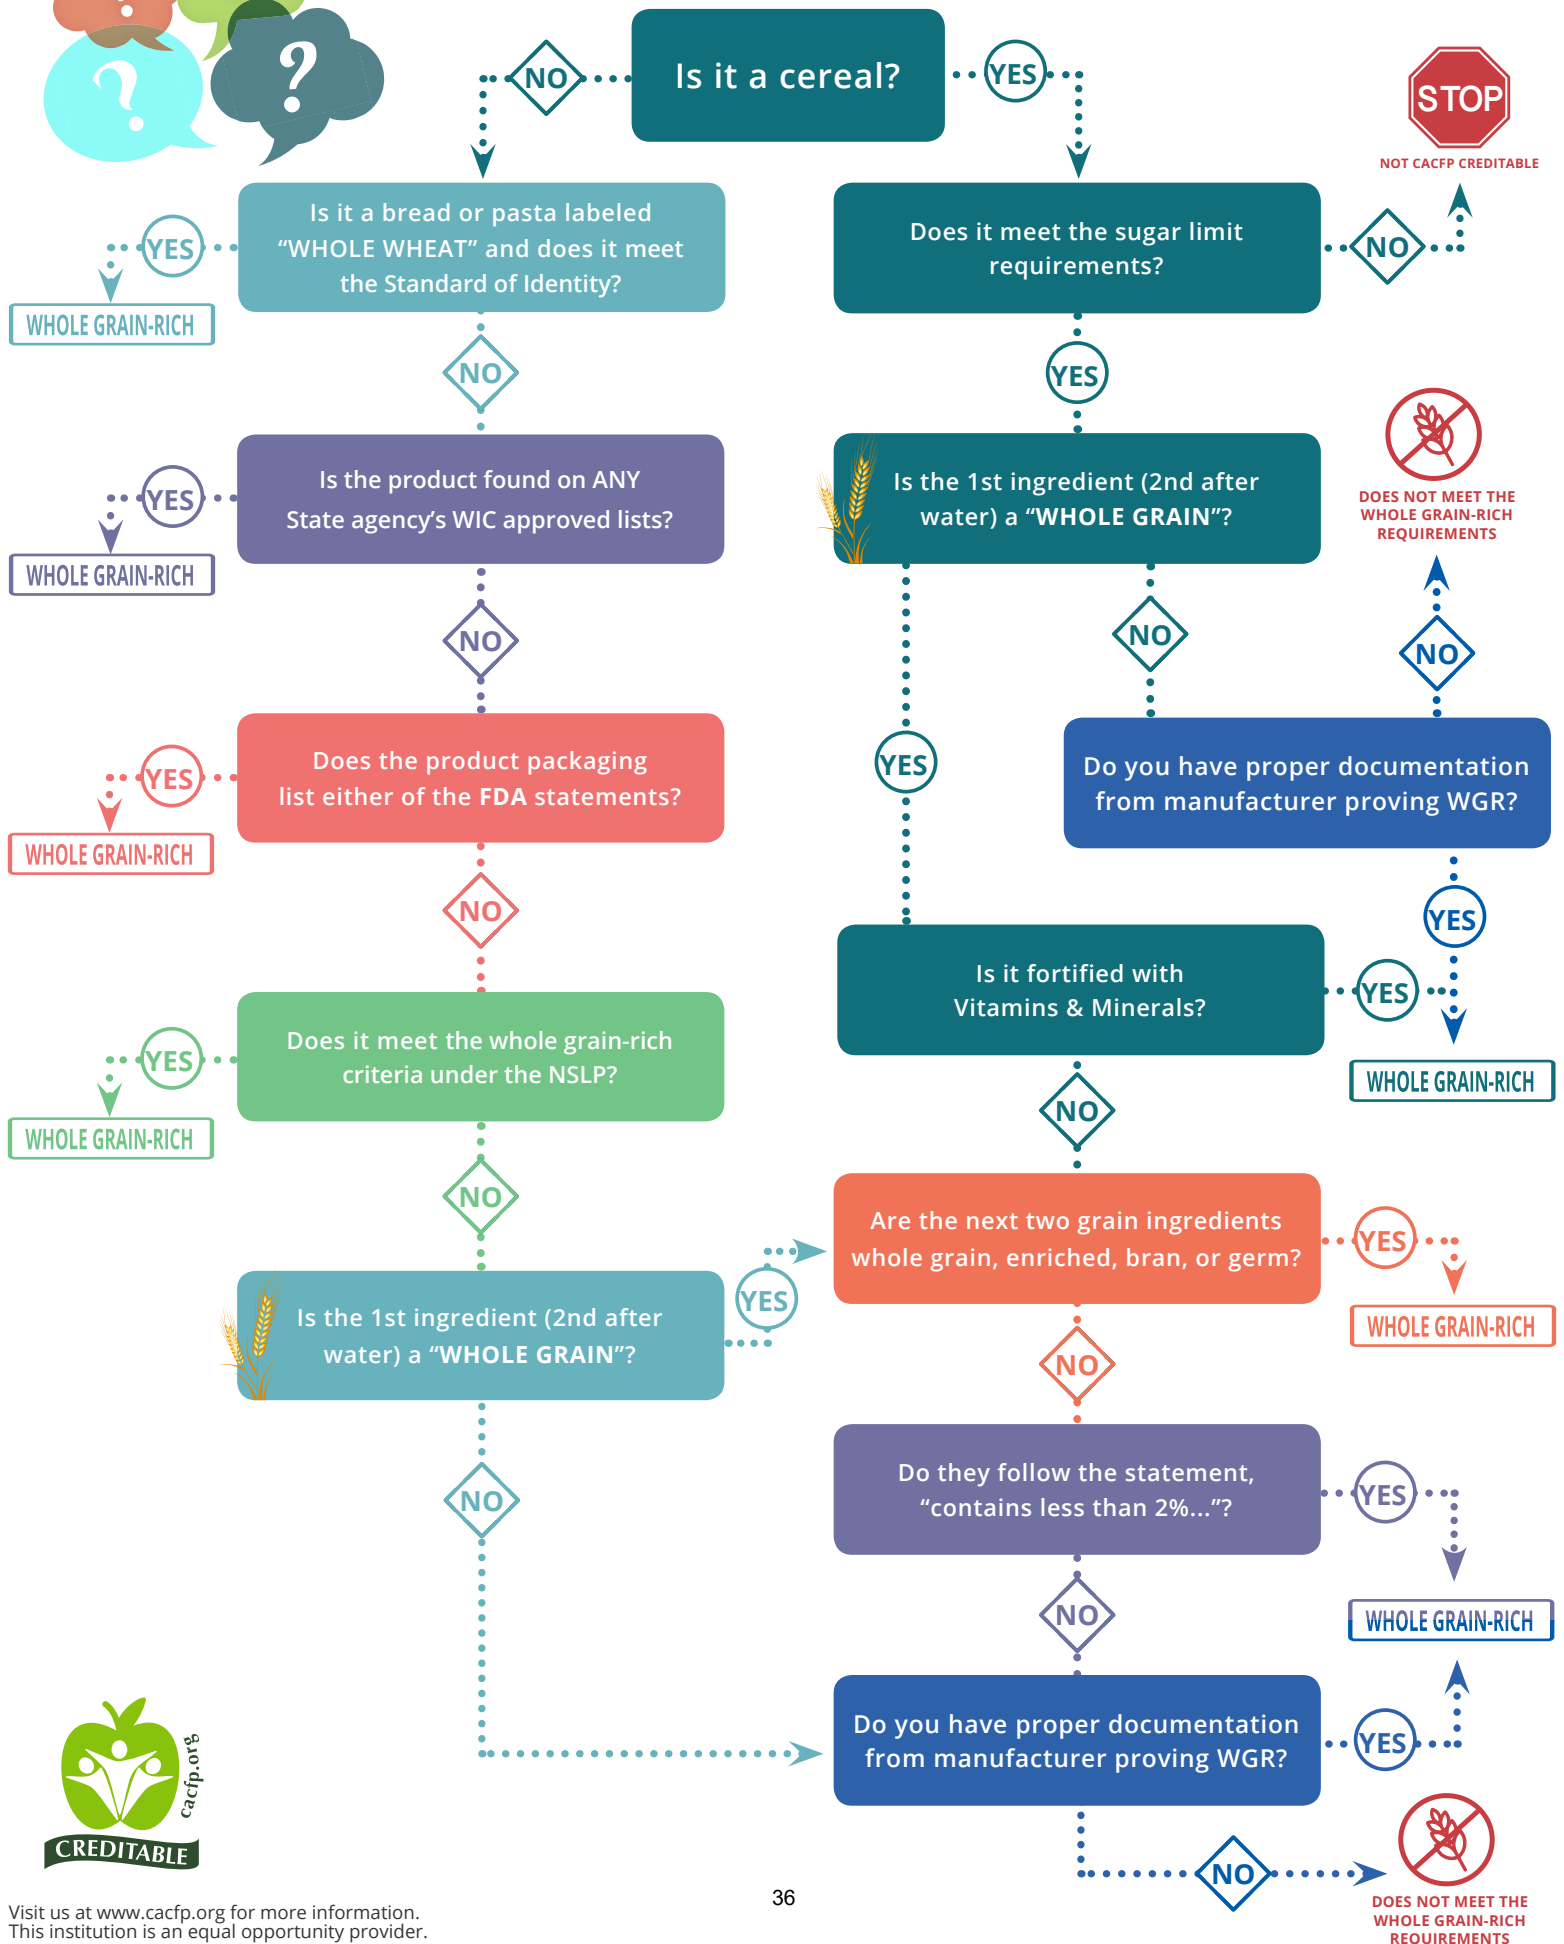 ?
?
?
Is it a cereal?
NO
YES
STOP
NOT CACFP CREDITABLE
Is it a bread or pasta labeled
“WHOLE WHEAT” and does it meet
the Standard of Identity?
YES
WHOLE GRAIN-RICH
NO
Does it meet the sugar limit
requirements?
NO
YES
Is the product found on ANY
State agency’s WIC approved lists?
YES
WHOLE GRAIN-RICH
NO
Is the 1st ingredient (2nd after
water) a “WHOLE GRAIN”?
NO
YES
DOES NOT MEET THE
WHOLE GRAIN-RICH
REQUIREMENTS
NO
Do you have proper documentation
from manufacturer proving WGR?
YES
Does the product packaging
list either of the FDA statements?
YES
WHOLE GRAIN-RICH
NO
Is it fortified with
Vitamins & Minerals?
YES
WHOLE GRAIN-RICH
NO
Does it meet the whole grain-rich
criteria under the NSLP?
YES
WHOLE GRAIN-RICH
NO
Are the next two grain ingredients
whole grain, enriched, bran, or germ?
YES
WHOLE GRAIN-RICH
NO
Is the 1st ingredient (2nd after
water) a “WHOLE GRAIN”?
YES
NO
Do they follow the statement,
“contains less than 2%...”?
YES
WHOLE GRAIN-RICH
NO
Do you have proper documentation
from manufacturer proving WGR?
YES
NO
DOES NOT MEET THE
WHOLE GRAIN-RICH
REQUIREMENTS
cacfp.org
CREDITABLE
36
Visit us at www.cacfp.org for more information.
This institution is an equal opportunity provider.